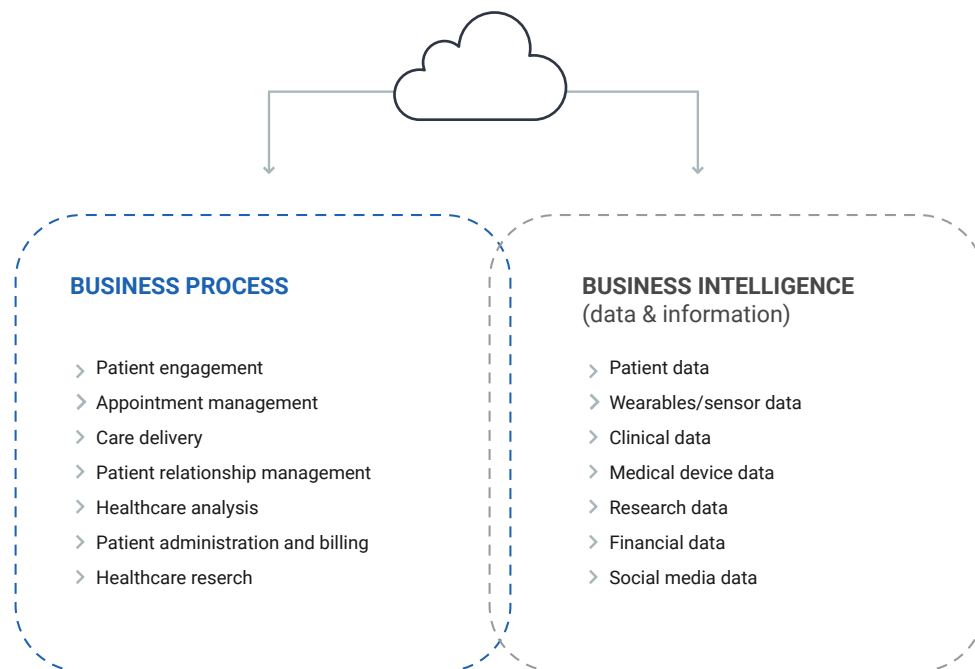 BUSINESS PROCESS
Patient engagement
Appointment management
Care delivery
Patient relationship management
Healthcare analysis
Patient administration and billing
Healthcare reserch
BUSINESS INTELLIGENCE
(data & information)
Patient data
Wearables/sensor data
Clinical data
Medical device data
Research data
Financial data
Social media data